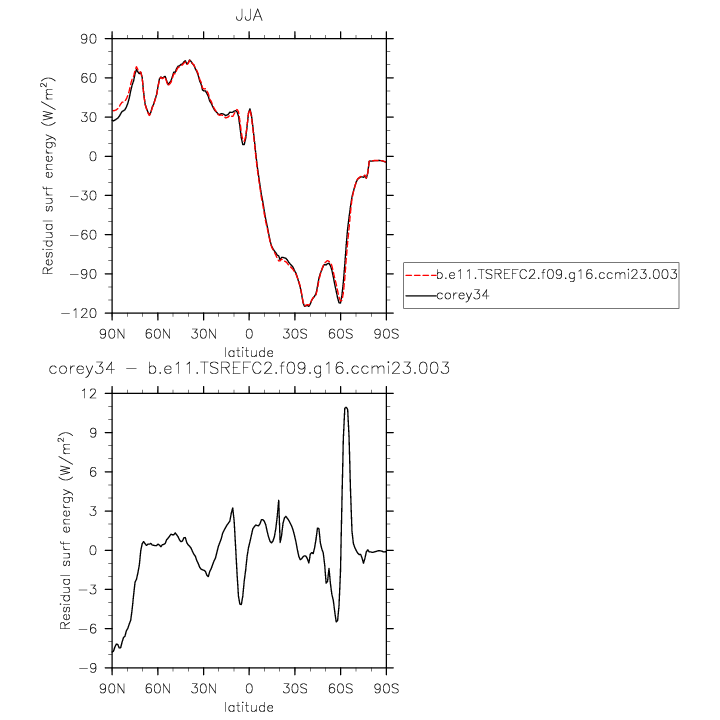 JJA
Residual surf energy (W/m²)
90
60
30
0
−30
−60
−90
−120
90N 60N 30N 0 30S 60S 90S
latitude
b.e11.TSREFC2.f09.g16.ccmi23.003
corey34
corey34 − b.e11.TSREFC2.f09.g16.ccmi23.003
Residual surf energy (W/m²)
12
9
6
3
0
−3
−6
−9
90N 60N 30N 0 30S 60S 90S
latitude